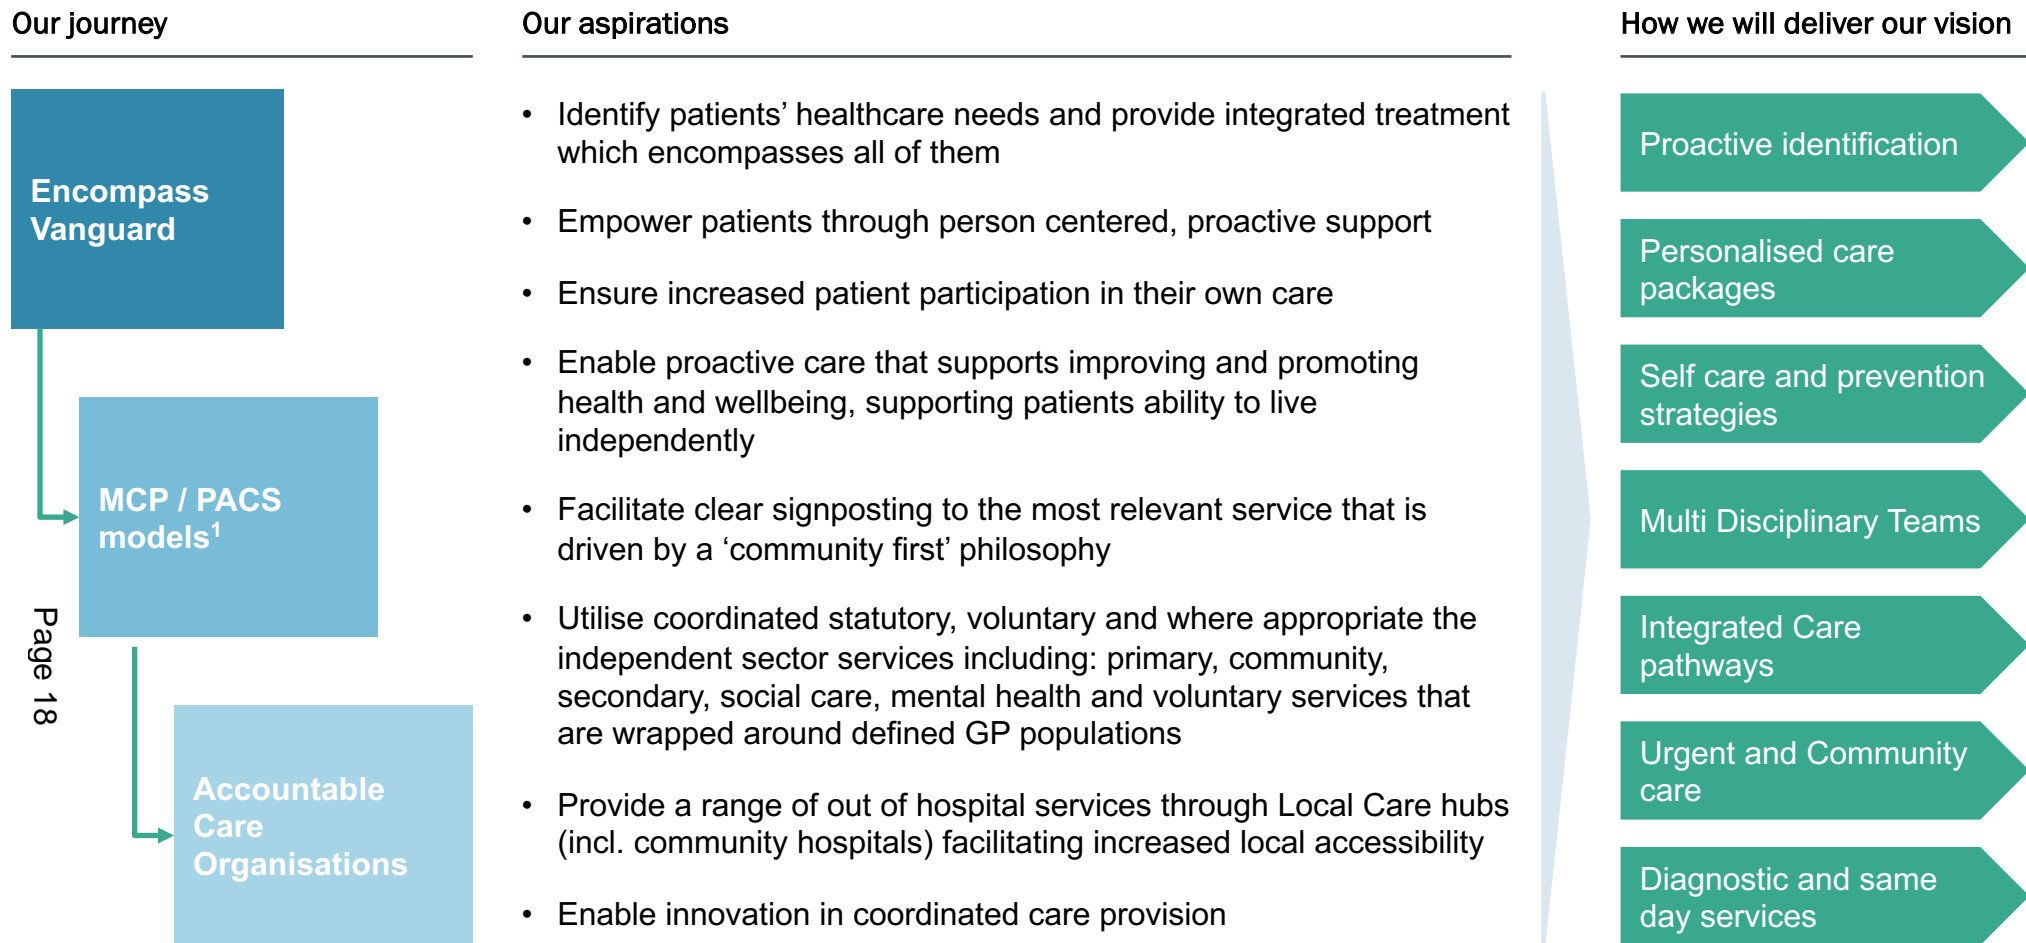 Our journey
Encompass
Vanguard
MCP / PACS
models1
Accountable
Care
Organisations
Page 18
Our aspirations
• Identify patients’ healthcare needs and provide integrated treatment
which encompasses all of them
• Empower patients through person centered, proactive support
• Ensure increased patient participation in their own care
• Enable proactive care that supports improving and promoting
health and wellbeing, supporting patients ability to live
independently
• Facilitate clear signposting to the most relevant service that is
driven by a ‘community first’ philosophy
• Utilise coordinated statutory, voluntary and where appropriate the
independent sector services including: primary, community,
secondary, social care, mental health and voluntary services that
are wrapped around defined GP populations
• Provide a range of out of hospital services through Local Care hubs
(incl. community hospitals) facilitating increased local accessibility
• Enable innovation in coordinated care provision
How we will deliver our vision
Proactive identification
Personalised care
packages
Self care and prevention
strategies
Multi Disciplinary Teams
Integrated Care
pathways
Urgent and Community
care
Diagnostic and same
day services